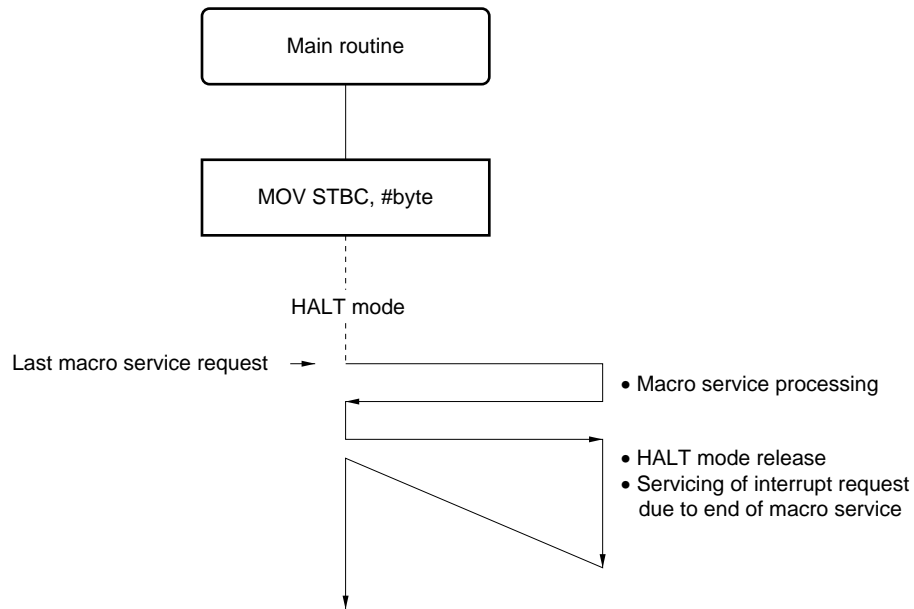 Main routine
MOV STBC, #byte
HALT mode
Last macro service request
• Macro service processing
• HALT mode release
• Servicing of interrupt request
due to end of macro service